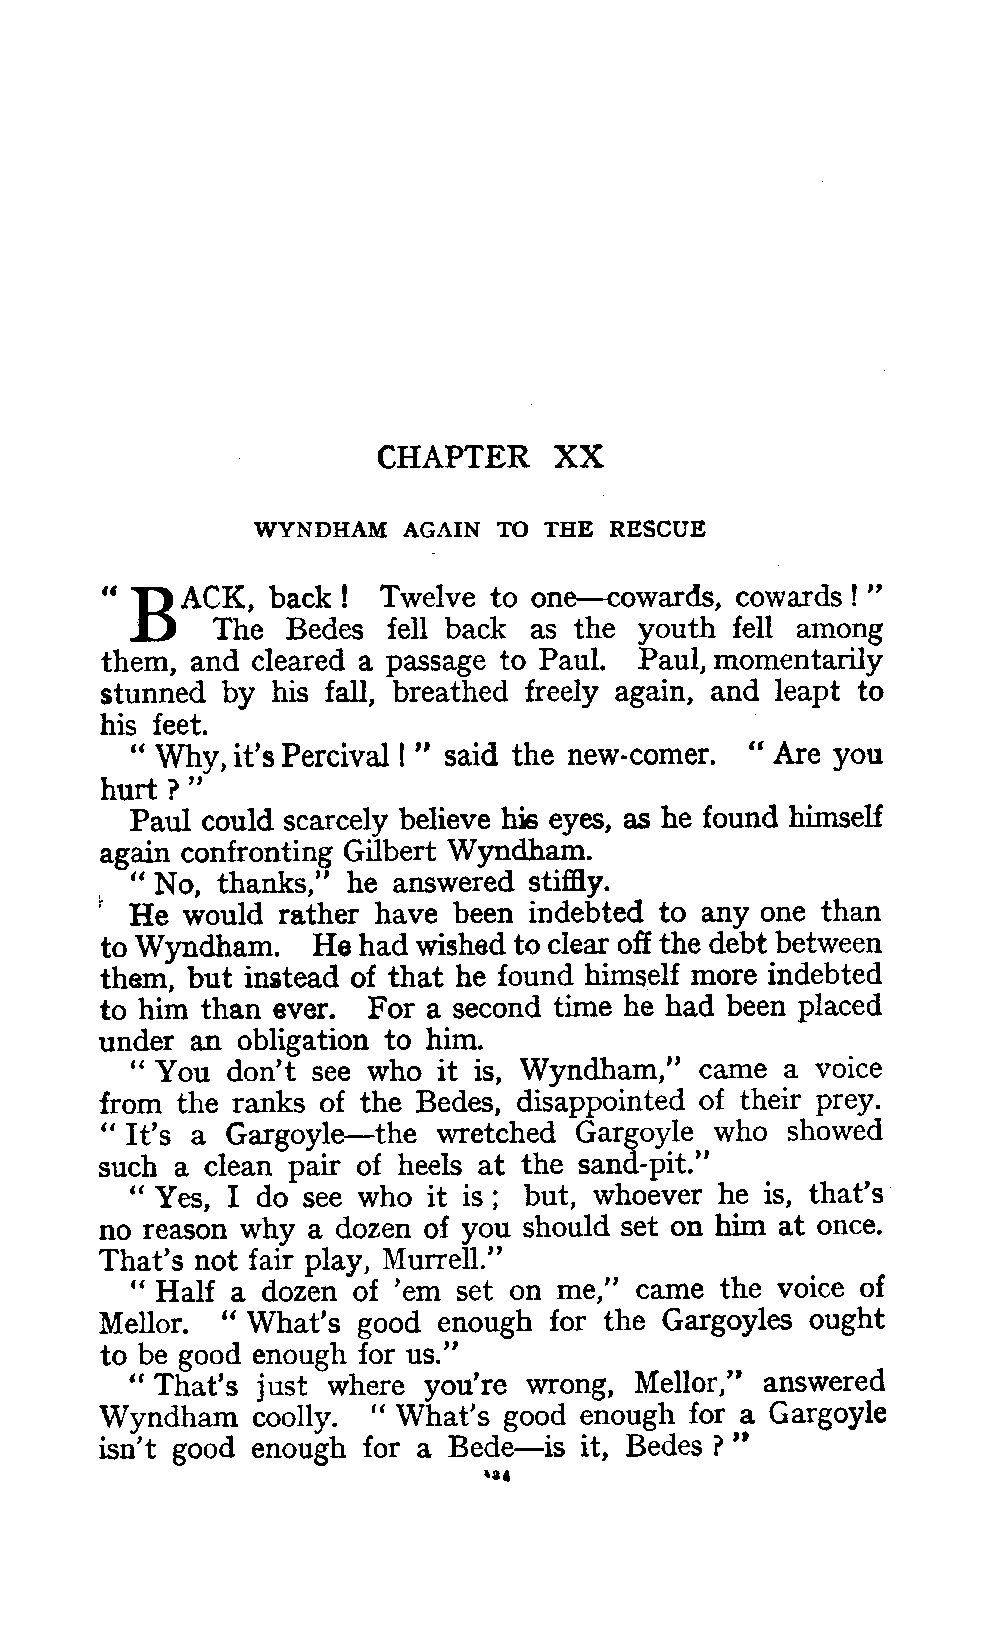 CHAPTER XX
WYNDHAM AGAIN TO THE RESCUE
“ BACK, back ! Twelve to one—cowards, cowards ! ”
The Bedes fell back as the youth fell among
them, and cleared a passage to Paul. Paul, momentarily
stunned by his fall, breathed freely again, and leapt to
his feet.
“ Why, it’s Percival ! ” said the new-comer. “ Are you
hurt ? ”
Paul could scarcely believe his eyes, as he found himself
again confronting Gilbert Wyndham.
“ No, thanks,” he answered stiffly.
He would rather have been indebted to any one than
to Wyndham. He had wished to clear off the debt between
them, but instead of that he found himself more indebted
to him than ever. For a second time he had been placed
under an obligation to him.
“ You don’t see who it is, Wyndham,” came a voice
from the ranks of the Bedes, disappointed of their prey.
“ It’s a Gargoyle—the wretched Gargoyle who showed
such a clean pair of heels at the sand-pit.”
“ Yes, I do see who it is ; but, whoever he is, that’s
no reason why a dozen of you should set on him at once.
That’s not fair play, Murrell.”
“ Half a dozen of ’em set on me,” came the voice of
Mellor. “ What’s good enough for the Gargoyles ought
to be good enough for us.”
“ That’s just where you’re wrong, Mellor,” answered
Wyndham coolly. “ What’s good enough for a Gargoyle
isn’t good enough for a Bede—is it, Bedes ? ”